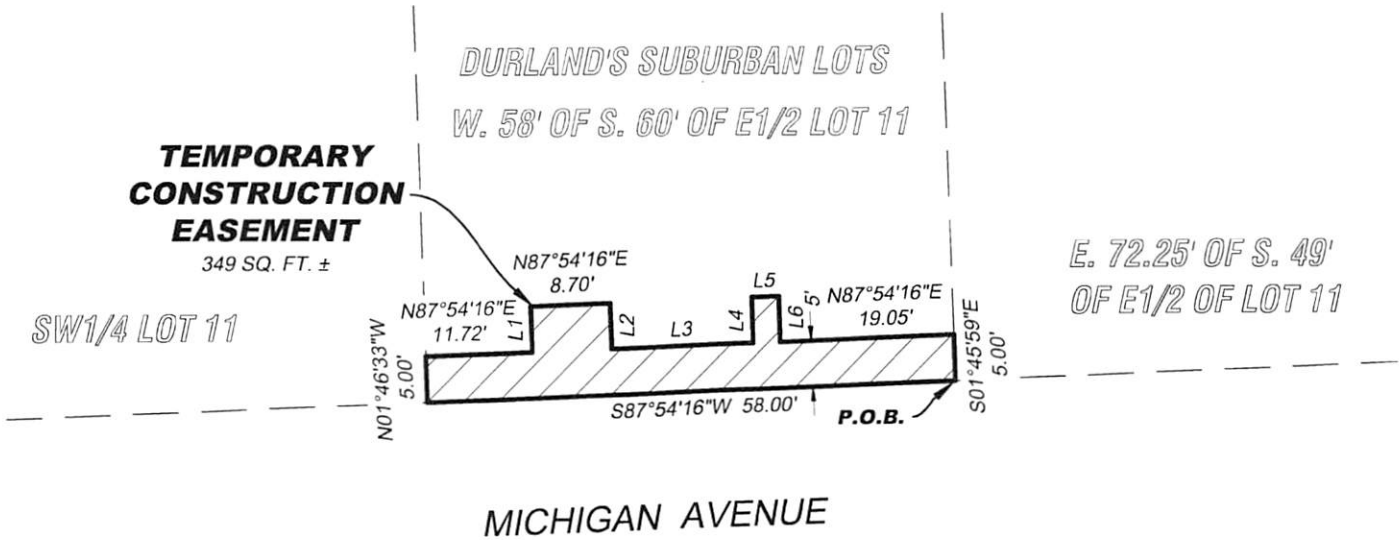 DURLAND'S SUBURBAN LOTS
W. 58' OF S. 60' OF E1/2 LOT 11
TEMPORARY
CONSTRUCTION
EASEMENT
349 SQ. FT. ±
SW1/4 LOT 11
E. 72.25' OF S. 49'
OF E1/2 OF LOT 11
N87°54'16"E
8.70'
N87°54'16"E
11.72'
L1
L2
L3
L4
L5
L6
5'
N87°54'16"E
19.05'
N01°46'33"W
5.00'
S01°45'59"E
5.00'
S87°54'16"W 58.00'
P.O.B.
MICHIGAN AVENUE